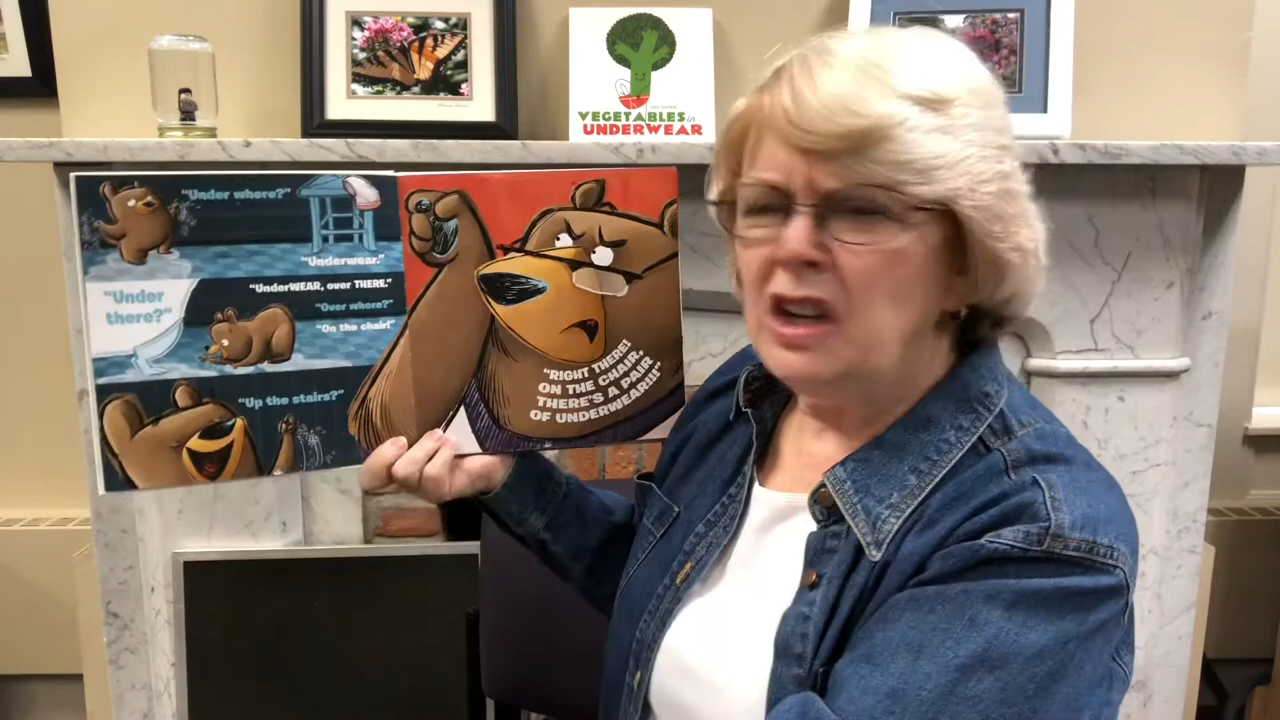 VEGETABLES in
UNDERWEAR
"Under where?"
"Underwear."
"UnderWEAR, over THERE."
"Under
there?"
"Over where?"
"On the chair!"
"Up the stairs?"
"RIGHT THERE!
ON THE CHAIR,
THERE'S A PAIR
OF UNDERWEAR!!!"